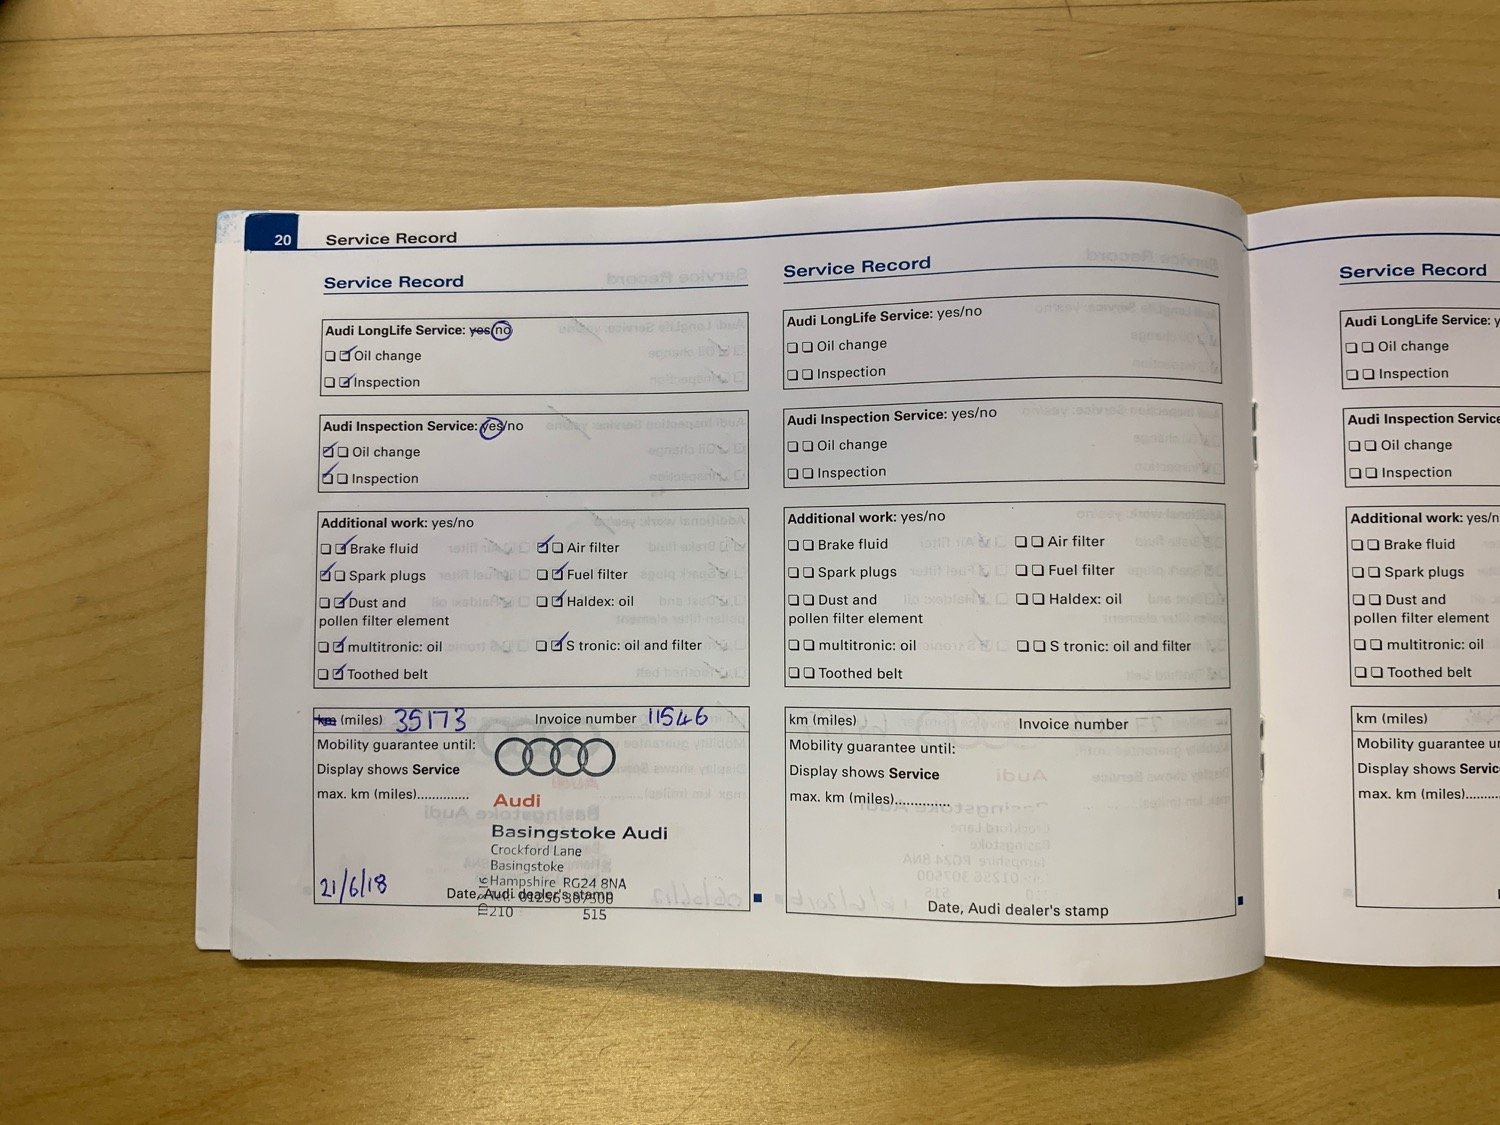 20 Service Record
Service Record
Audi LongLife Service: yes/no
Oil change
Inspection
Audi Inspection Service: yes/no
Oil change
Inspection
Additional work: yes/no
Brake fluid Air filter
Spark plugs Fuel filter
Dust and Haldex: oil
pollen filter element
multitronic: oil S tronic: oil and filter
Toothed belt
km (miles) 35173 Invoice number 11546
Mobility guarantee until:
Display shows Service
max. km (miles)..............
Audi
Basingstoke Audi
Crockford Lane
Basingstoke
Hampshire RG24 8NA
21/6/18
Date, Audi dealer's stamp
210 515
Service Record
Audi LongLife Service: yes/no
Oil change
Inspection
Audi Inspection Service: yes/no
Oil change
Inspection
Additional work: yes/no
Brake fluid Air filter
Spark plugs Fuel filter
Dust and Haldex: oil
pollen filter element
multitronic: oil S tronic: oil and filter
Toothed belt
km (miles) Invoice number
Mobility guarantee until:
Display shows Service
max. km (miles)..............
Date, Audi dealer's stamp
Service Record
Audi LongLife Service: y
Oil change
Inspection
Audi Inspection Service
Oil change
Inspection
Additional work: yes/n
Brake fluid
Spark plugs
Dust and
pollen filter element
multitronic: oil
Toothed belt
km (miles)
Mobility guarantee un
Display shows Servic
max. km (miles)........